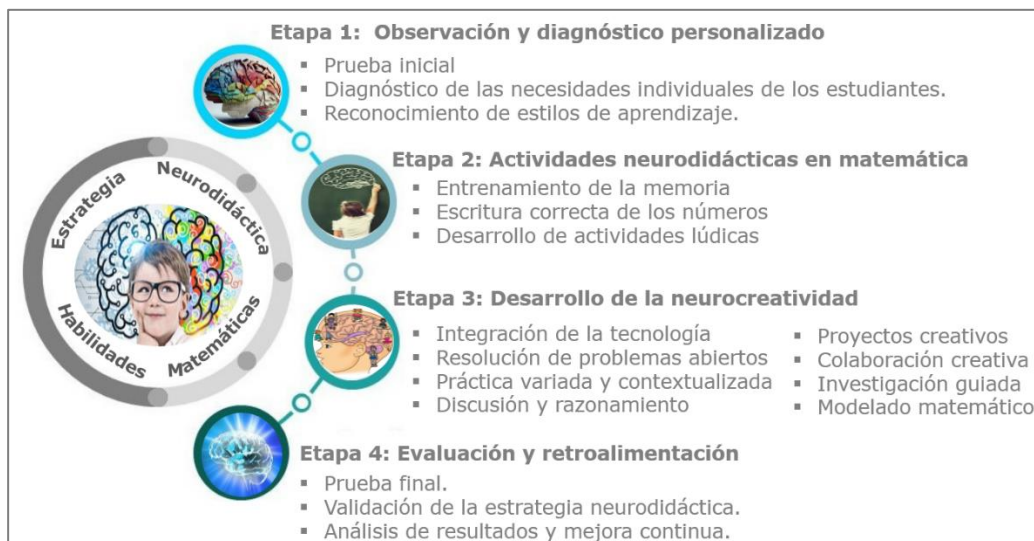 Etapa 1: Observación y diagnóstico personalizado
▪ Prueba inicial
▪ Diagnóstico de las necesidades individuales de los estudiantes.
▪ Reconocimiento de estilos de aprendizaje.
Estrategia Neurodidáctica
Habilidades Matemáticas
Etapa 2: Actividades neurodidácticas en matemática
▪ Entrenamiento de la memoria
▪ Escritura correcta de los números
▪ Desarrollo de actividades lúdicas
Etapa 3: Desarrollo de la neurocreatividad
▪ Integración de la tecnología
▪ Resolución de problemas abiertos
▪ Práctica variada y contextualizada
▪ Discusión y razonamiento
▪ Proyectos creativos
▪ Colaboración creativa
▪ Investigación guiada
▪ Modelado matemático
Etapa 4: Evaluación y retroalimentación
▪ Prueba final.
▪ Validación de la estrategia neurodidáctica.
▪ Análisis de resultados y mejora continua.